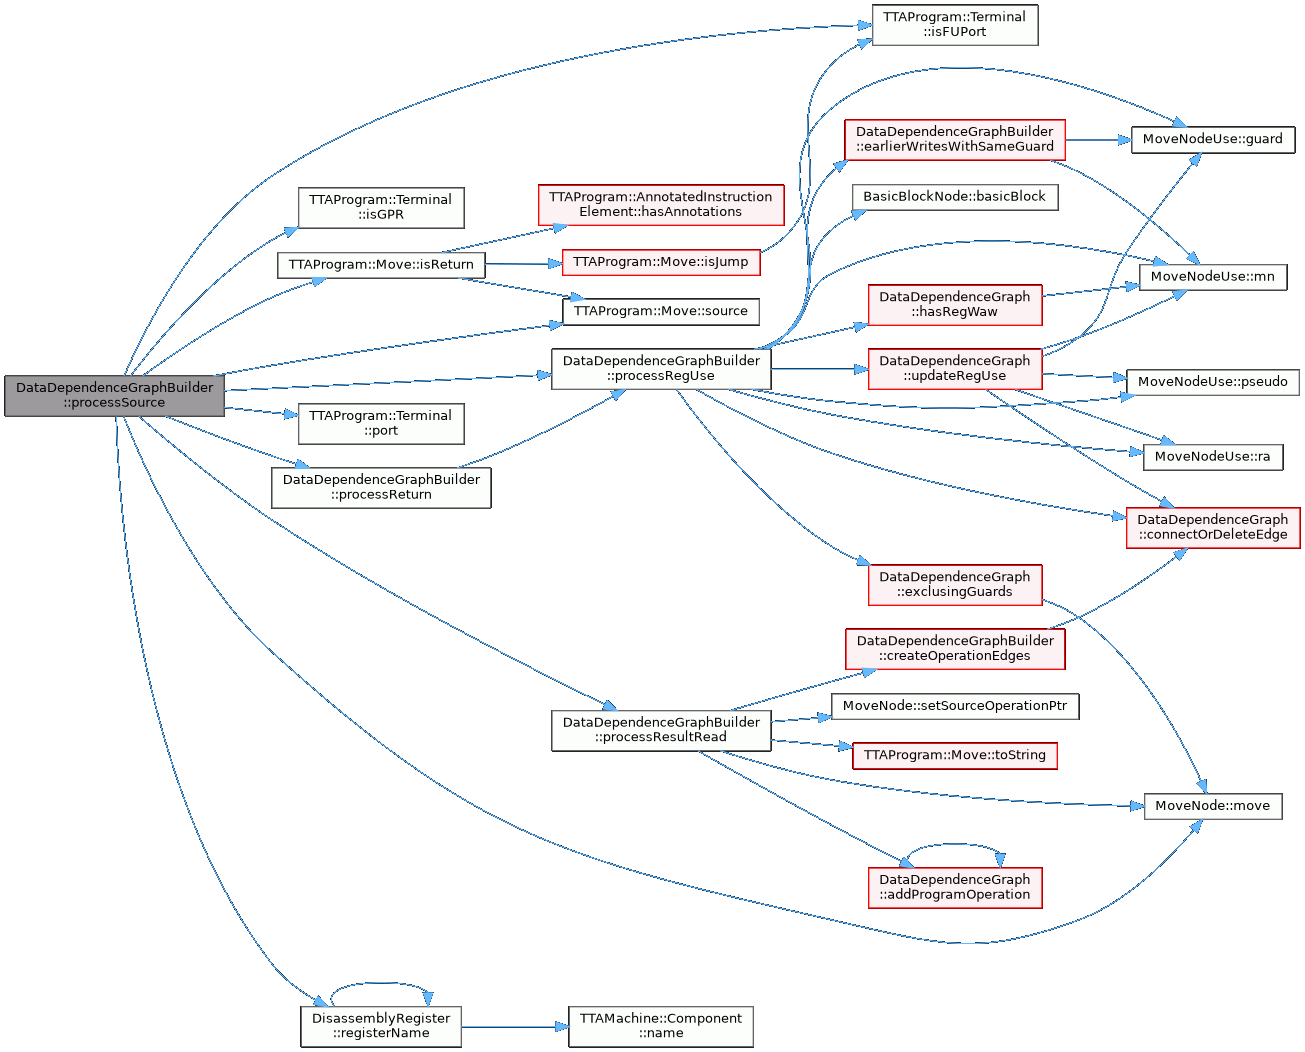 TTAProgram::Terminal
::isFUPort
DataDependenceGraphBuilder
::earlierWritesWithSameGuard
MoveNodeUse::guard
TTAProgram::Terminal
::isGPR
TTAProgram::AnnotatedInstruction
Element::hasAnnotations
BasicBlockNode::basicBlock
TTAProgram::Move::isReturn
TTAProgram::Move::isJump
MoveNodeUse::mn
TTAProgram::Move::source
DataDependenceGraph
::hasRegWaw
DataDependenceGraphBuilder
::processSource
DataDependenceGraphBuilder
::processRegUse
DataDependenceGraph
::updateRegUse
MoveNodeUse::pseudo
TTAProgram::Terminal
::port
MoveNodeUse::ra
DataDependenceGraphBuilder
::processReturn
DataDependenceGraph
::connectOrDeleteEdge
DataDependenceGraph
::exclusingGuards
DataDependenceGraphBuilder
::createOperationEdges
MoveNode::setSourceOperationPtr
DataDependenceGraphBuilder
::processResultRead
TTAProgram::Move::toString
MoveNode::move
DataDependenceGraph
::addProgramOperation
DisassemblyRegister
::registerName
TTAMachine::Component
::name